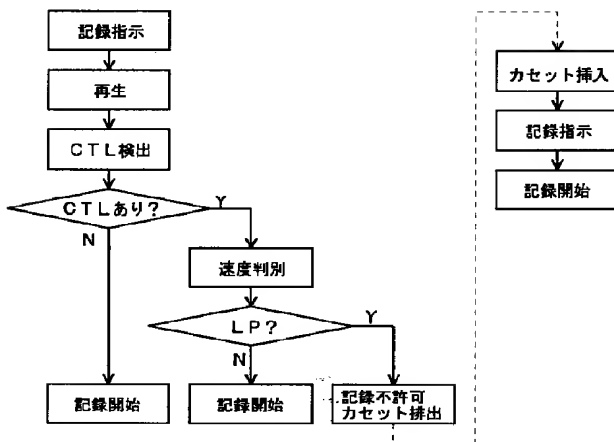 記録指示
再生
ＣＴＬ検出
ＣＴＬあり？
Ｙ
Ｎ
速度判別
ＬＰ？
Ｙ
Ｎ
記録開始
記録開始
記録不許可
カセット排出
カセット挿入
記録指示
記録開始